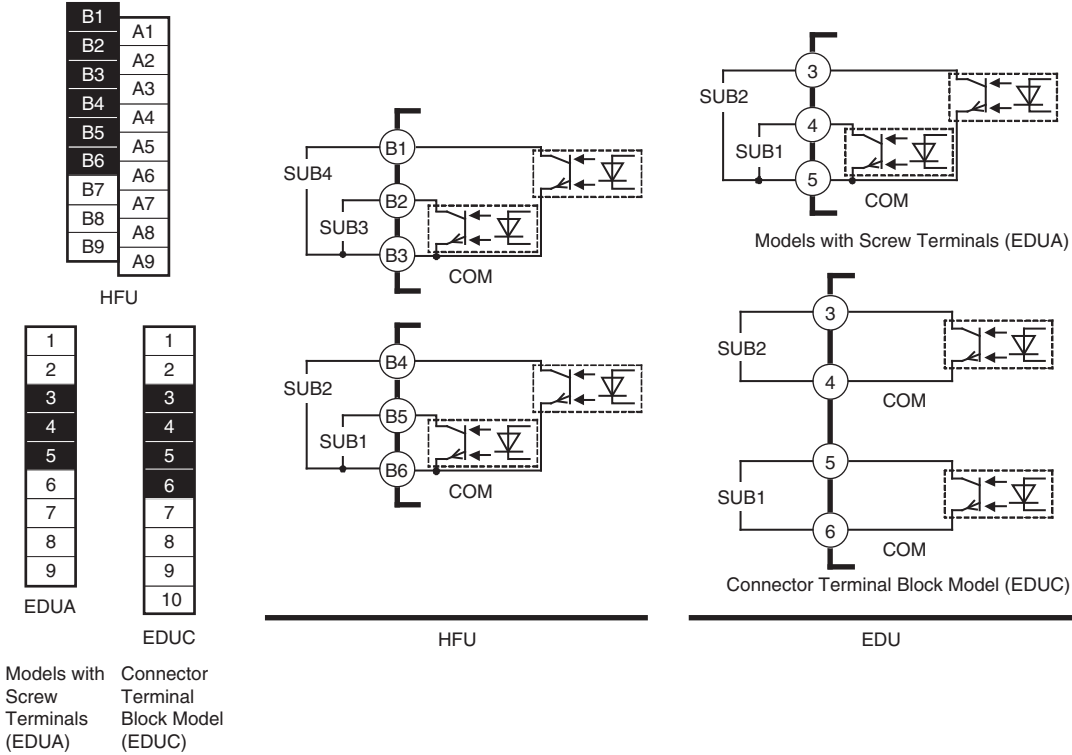 B1
B2
B3
B4
B5
B6
B7
B8
B9
A1
A2
A3
A4
A5
A6
A7
A8
A9
HFU
1
2
3
4
5
6
7
8
9
EDUA
Models with
Screw
Terminals
(EDUA)
1
2
3
4
5
6
7
8
9
10
EDUC
Connector
Terminal
Block Model
(EDUC)
B1
SUB4
B2
SUB3
B3
COM
B4
SUB2
B5
SUB1
B6
COM
HFU
3
SUB2
4
SUB1
5
COM
Models with Screw Terminals (EDUA)
3
SUB2
4
COM
5
SUB1
6
COM
Connector Terminal Block Model (EDUC)
EDU